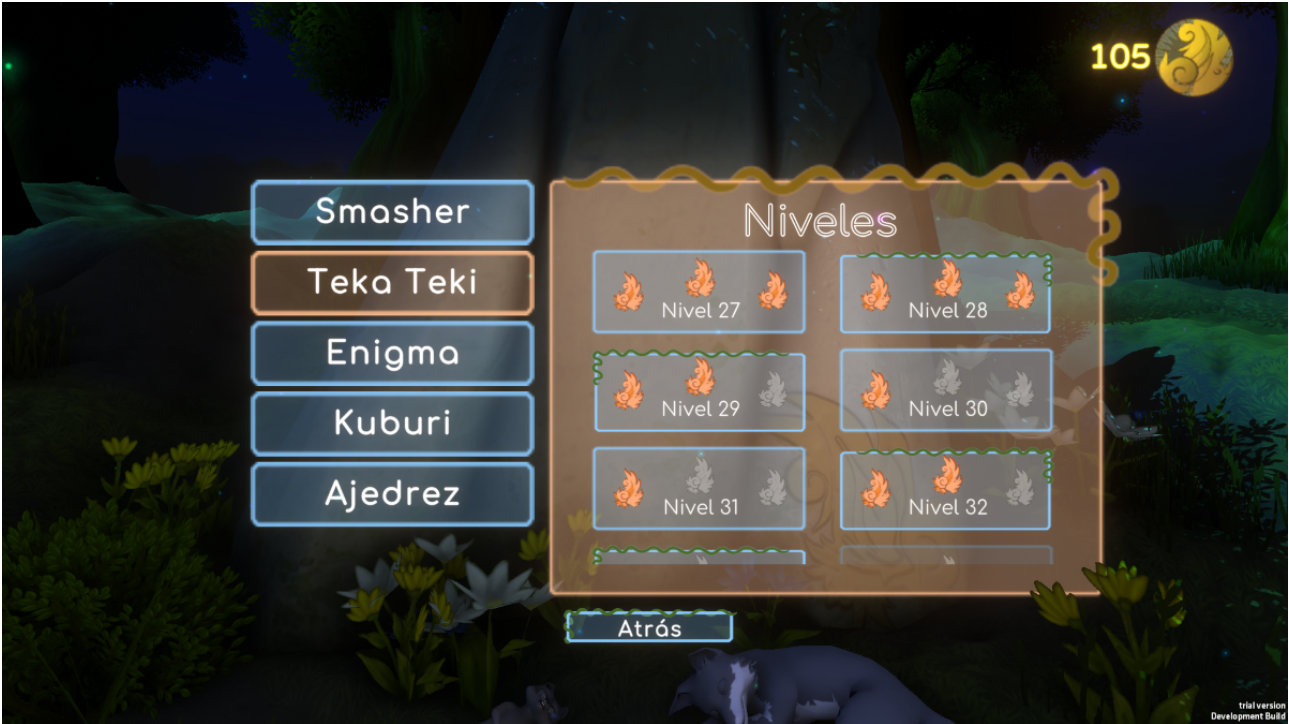 105
Smasher
Teka Teki
Enigma
Kuburi
Ajedrez
Niveles
Nivel 27
Nivel 28
Nivel 29
Nivel 30
Nivel 31
Nivel 32
Atrás
trial version
Development Build